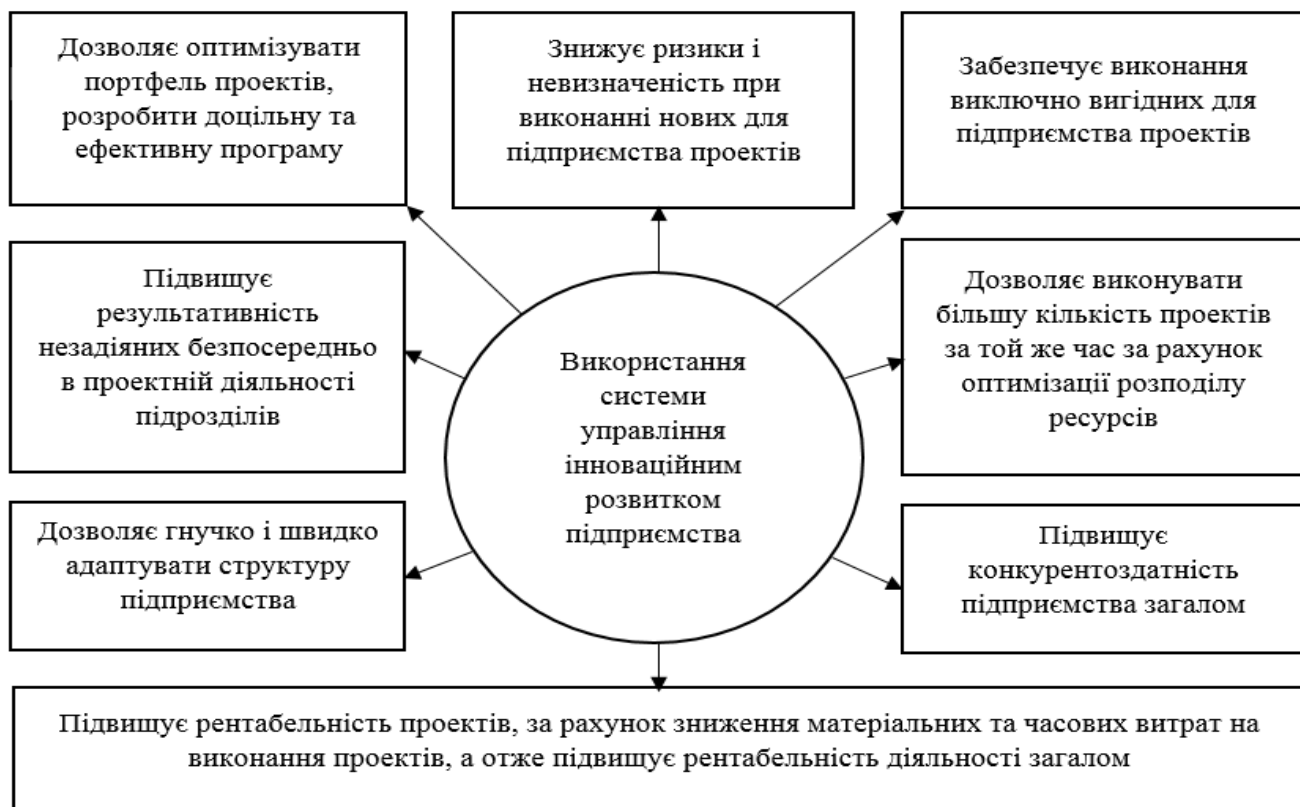 Дозволяє оптимізувати
портфель проектів,
розробити доцільну та
ефективну програму
Знижує ризики і
невизначеність при
виконанні нових для
підприємства проектів
Забезпечує виконання
виключно вигідних для
підприємства проектів
Підвищує
результативність
незадіяних безпосередньо
в проектній діяльності
підрозділів
Використання
системи
управління
інноваційним
розвитком
підприємства
Дозволяє виконувати
більшу кількість проектів
за той же час за рахунок
оптимізації розподілу
ресурсів
Дозволяє гнучко і швидко
адаптувати структуру
підприємства
Підвищує
конкурентоздатність
підприємства загалом
Підвищує рентабельність проектів, за рахунок зниження матеріальних та часових витрат на
виконання проектів, а отже підвищує рентабельність діяльності загалом